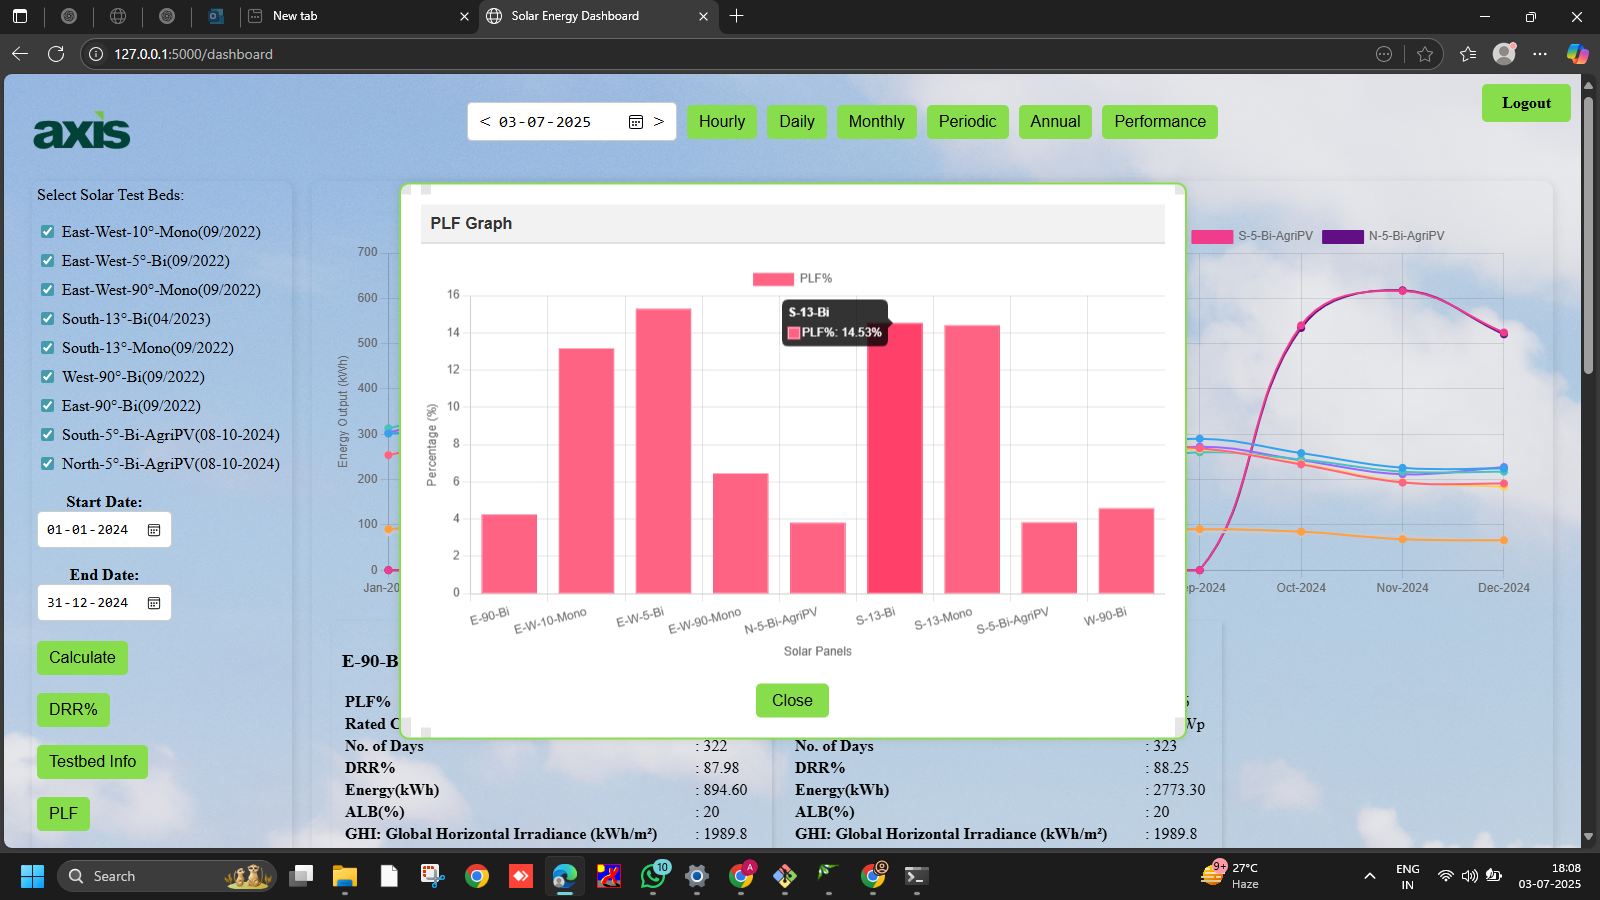 New tab
Solar Energy Dashboard
127.0.0.1:5000/dashboard
axis
< 03-07-2025 >
Hourly
Daily
Monthly
Periodic
Annual
Performance
Logout
Select Solar Test Beds:
East-West-10°-Mono(09/2022)
East-West-5°-Bi(09/2022)
East-West-90°-Mono(09/2022)
South-13°-Bi(04/2023)
South-13°-Mono(09/2022)
West-90°-Bi(09/2022)
East-90°-Bi(09/2022)
South-5°-Bi-AgriPV(08-10-2024)
North-5°-Bi-AgriPV(08-10-2024)
Start Date:
01-01-2024
End Date:
31-12-2024
Calculate
DRR%
Testbed Info
PLF
S-5-Bi-AgriPV
N-5-Bi-AgriPV
700
600
500
400
300
200
100
0
Energy Output (kWh)
Jan-20
ep-2024
Oct-2024
Nov-2024
Dec-2024
PLF Graph
PLF%
S-13-Bi
PLF%: 14.53%
16
14
12
10
8
6
4
2
0
Percentage (%)
E-90-Bi
E-W-10-Mono
E-W-5-Bi
E-W-90-Mono
N-5-Bi-AgriPV
S-13-Bi
S-13-Mono
S-5-Bi-AgriPV
W-90-Bi
Solar Panels
Close
E-90-B
PLF%
Rated C
Wp
No. of Days : 322
DRR% : 87.98
Energy(kWh) : 894.60
ALB(%) : 20
GHI: Global Horizontal Irradiance (kWh/m²) : 1989.8
No. of Days : 323
DRR% : 88.25
Energy(kWh) : 2773.30
ALB(%) : 20
GHI: Global Horizontal Irradiance (kWh/m²) : 1989.8
Search
10
A
9+
27°C
Haze
ENG
IN
18:08
03-07-2025